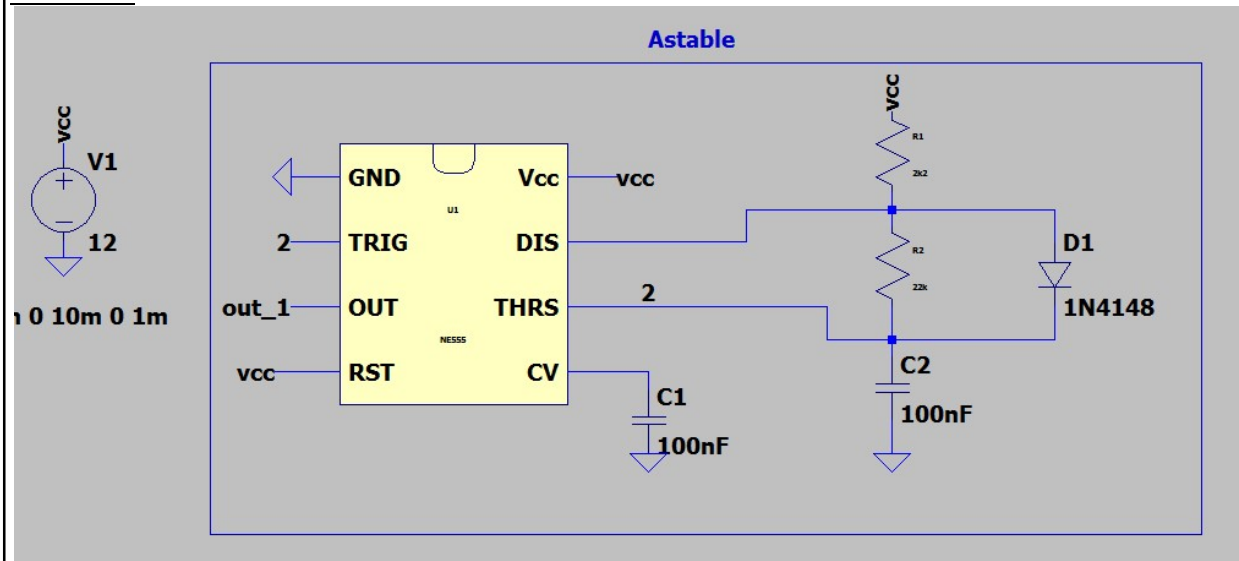 Astable
vcc
V1
12
n 0 10m 0 1m
GND
Vcc
vcc
U1
2
TRIG
DIS
out_1
OUT
THRS
2
NE555
vcc
RST
CV
C1
100nF
vcc
R1
2k2
R2
22k
D1
1N4148
C2
100nF